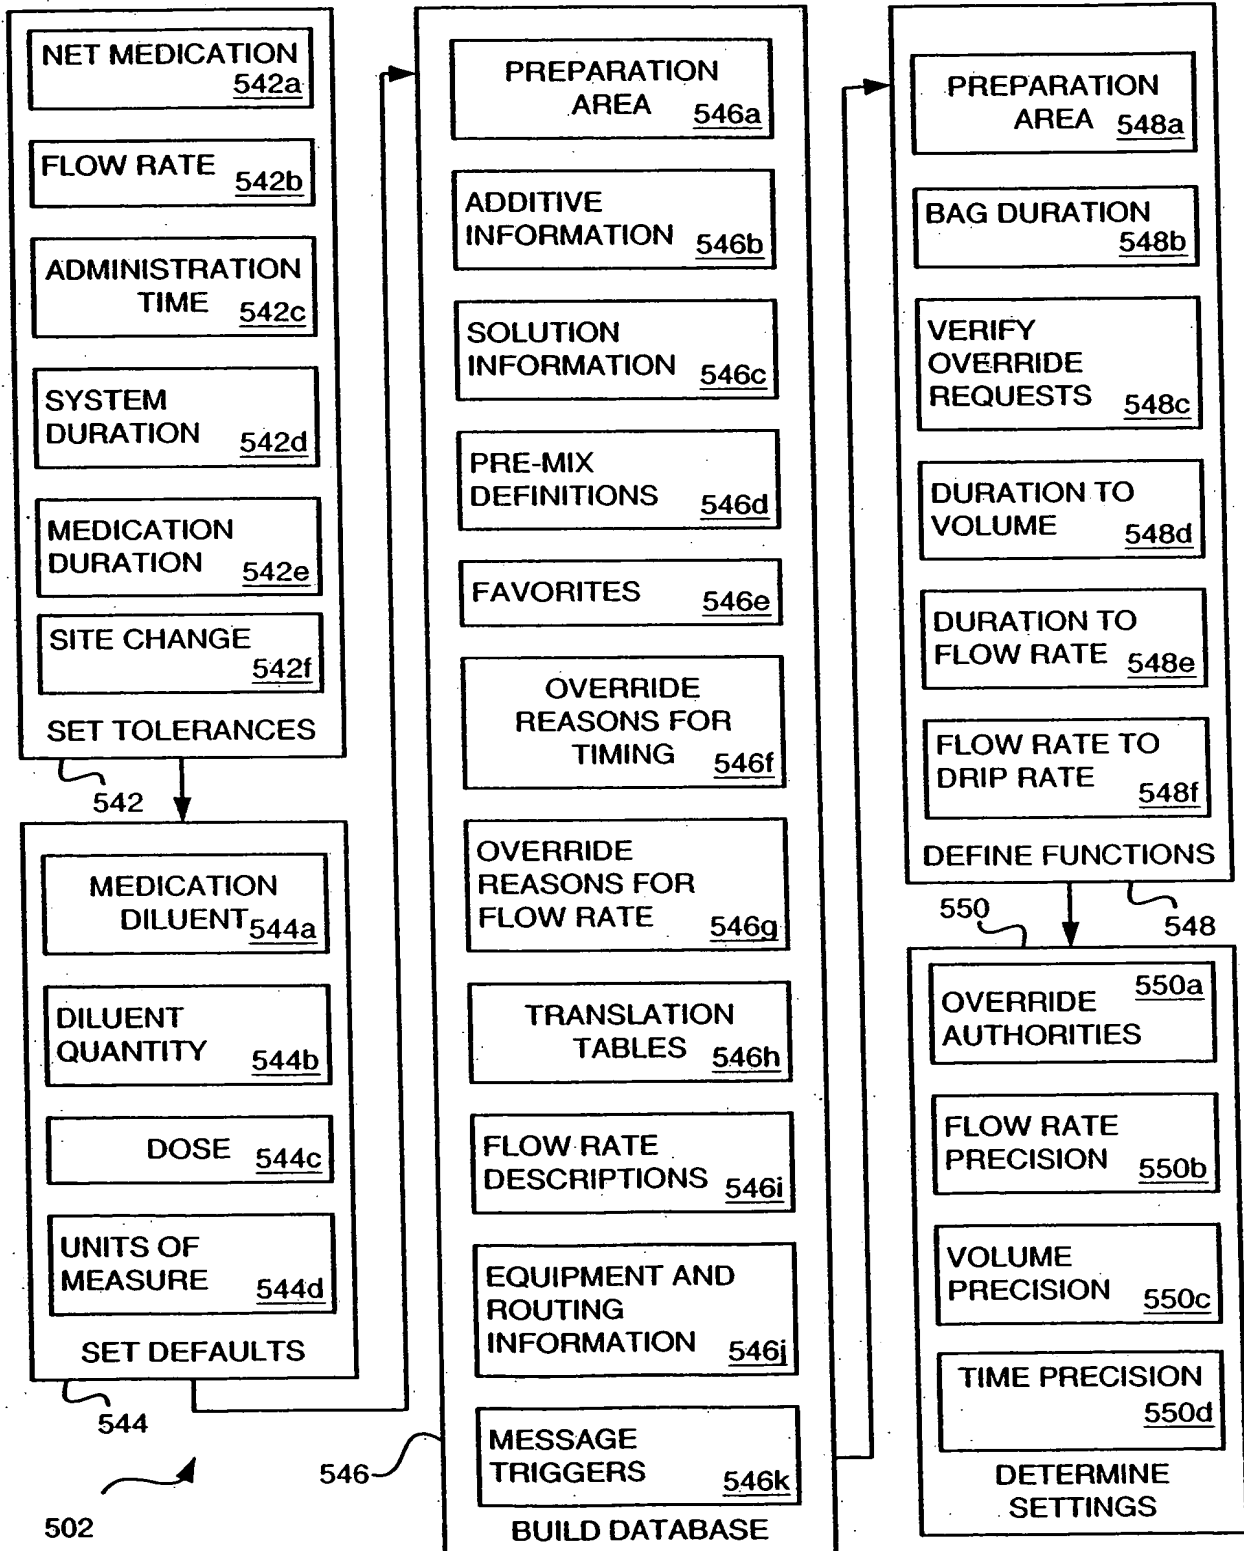 NET MEDICATION
542a
FLOW RATE
542b
ADMINISTRATION
TIME
542c
SYSTEM
DURATION
542d
MEDICATION
DURATION
542e
SITE CHANGE
542f
SET TOLERANCES
542
MEDICATION
DILUENT
544a
DILUENT
QUANTITY
544b
DOSE
544c
UNITS OF
MEASURE
544d
SET DEFAULTS
544
502
PREPARATION
AREA
546a
ADDITIVE
INFORMATION
546b
SOLUTION
INFORMATION
546c
PRE-MIX
DEFINITIONS
546d
FAVORITES
546e
OVERRIDE
REASONS FOR
TIMING
546f
OVERRIDE
REASONS FOR
FLOW RATE
546g
TRANSLATION
TABLES
546h
FLOW RATE
DESCRIPTIONS
546i
EQUIPMENT AND
ROUTING
INFORMATION
546j
MESSAGE
TRIGGERS
546k
BUILD DATABASE
546
PREPARATION
AREA
548a
BAG DURATION
548b
VERIFY
OVERRIDE
REQUESTS
548c
DURATION TO
VOLUME
548d
DURATION TO
FLOW RATE
548e
FLOW RATE TO
DRIP RATE
548f
DEFINE FUNCTIONS
548
550
OVERRIDE
AUTHORITIES
550a
FLOW RATE
PRECISION
550b
VOLUME
PRECISION
550c
TIME PRECISION
550d
DETERMINE
SETTINGS